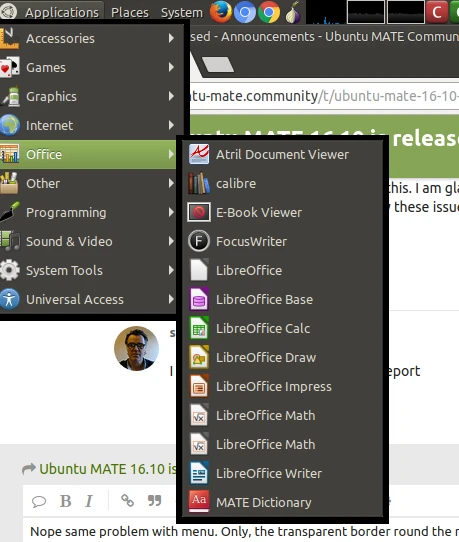 Applications Places System
sed - Announcements - Ubuntu MATE Commun
Accessories
Games
tu-mate.community/t/ubuntu-mate-16-10-
Graphics
Internet
untu MATE 16.10 is release
Office
Atril Document Viewer
calibre
this. I am gla
E-Book Viewer
these issue
Other
Programming
FocusWriter
Sound & Video
System Tools
LibreOffice
Universal Access
LibreOffice Base
LibreOffice Calc
s
LibreOffice Draw
I
eport
LibreOffice Impress
LibreOffice Math
LibreOffice Math
Ubuntu MATE 16.10 is
LibreOffice Writer
B I
MATE Dictionary
Nope same problem with menu. Only, the transparent border round the